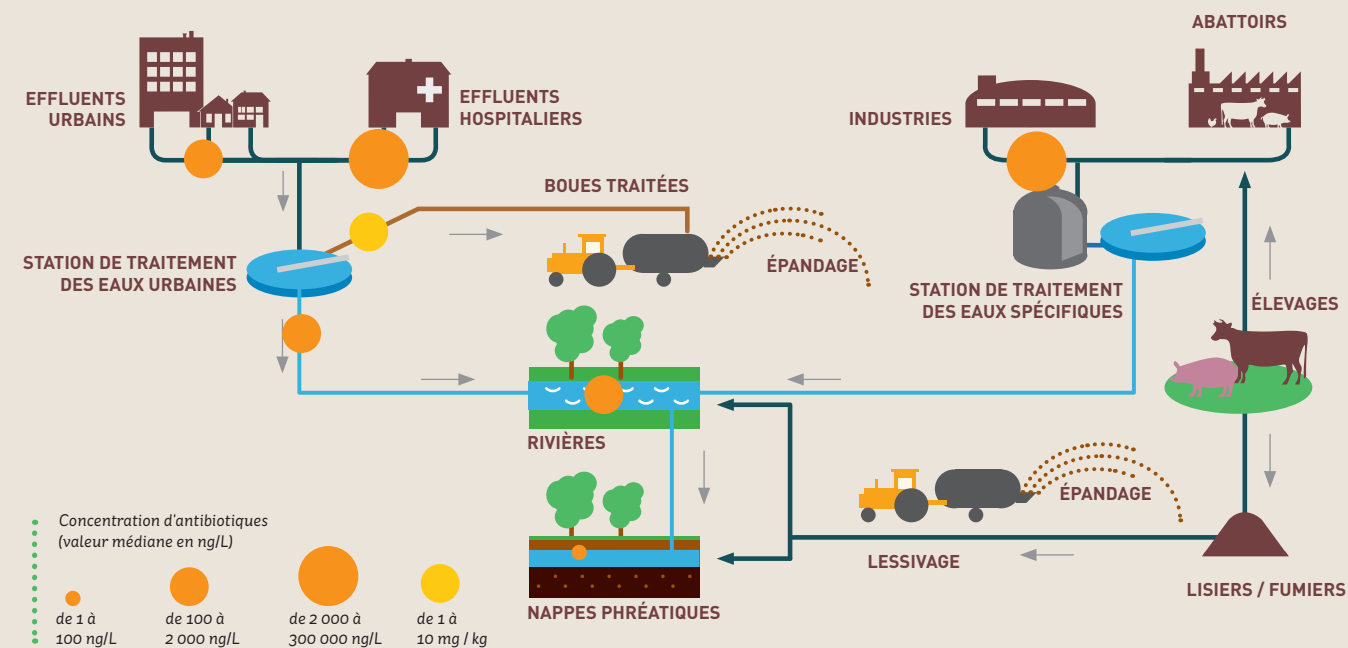 ABATTOIRS
EFFLUENTS
URBAINS
EFFLUENTS
HOSPITALIERS
INDUSTRIES
BOUES TRAITÉES
STATION DE TRAITEMENT
DES EAUX URBAINES
ÉPANDAGE
STATION DE TRAITEMENT
DES EAUX SPÉCIFIQUES
ÉLEVAGES
RIVIÈRES
ÉPANDAGE
LESSIVAGE
LISIERS / FUMIERS
NAPPES PHRÉATIQUES
Concentration d'antibiotiques
(valeur médiane en ng/L)
de 1 à
100 ng/L
de 100 à
2 000 ng/L
de 2 000 à
300 000 ng/L
de 1 à
10 mg / kg